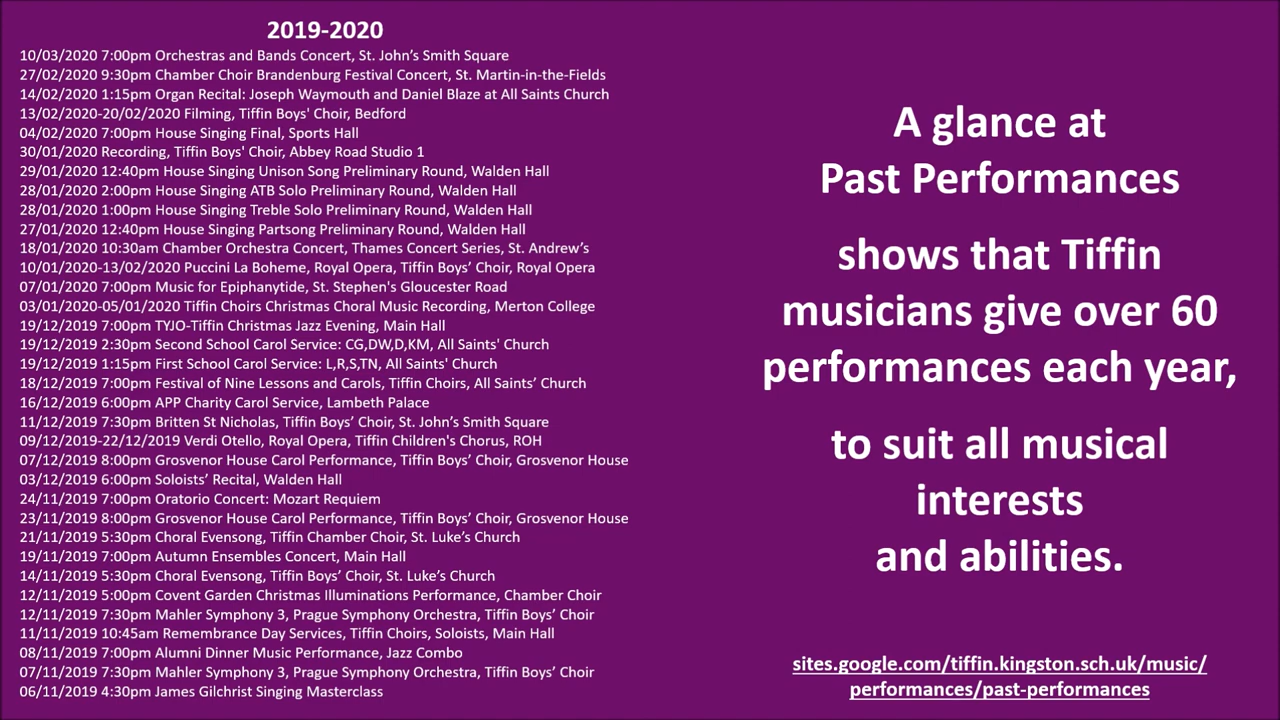 2019-2020
10/03/2020 7:00pm Orchestras and Bands Concert, St. John’s Smith Square
27/02/2020 9:30pm Chamber Choir Brandenburg Festival Concert, St. Martin-in-the-Fields
14/02/2020 1:15pm Organ Recital: Joseph Waymouth and Daniel Blaze at All Saints Church
13/02/2020-20/02/2020 Filming, Tiffin Boys' Choir, Bedford
04/02/2020 7:00pm House Singing Final, Sports Hall
30/01/2020 Recording, Tiffin Boys' Choir, Abbey Road Studio 1
29/01/2020 12:40pm House Singing Unison Song Preliminary Round, Walden Hall
28/01/2020 2:00pm House Singing ATB Solo Preliminary Round, Walden Hall
28/01/2020 1:00pm House Singing Treble Solo Preliminary Round, Walden Hall
27/01/2020 12:40pm House Singing Partsong Preliminary Round, Walden Hall
18/01/2020 10:30am Chamber Orchestra Concert, Thames Concert Series, St. Andrew’s
10/01/2020-13/02/2020 Puccini La Boheme, Royal Opera, Tiffin Boys’ Choir, Royal Opera
07/01/2020 7:00pm Music for Epiphanytide, St. Stephen's Gloucester Road
03/01/2020-05/01/2020 Tiffin Choirs Christmas Choral Music Recording, Merton College
19/12/2019 7:00pm TYJO-Tiffin Christmas Jazz Evening, Main Hall
19/12/2019 2:30pm Second School Carol Service: CG,DW,D,KM, All Saints' Church
19/12/2019 1:15pm First School Carol Service: L,R,S,TN, All Saints' Church
18/12/2019 7:00pm Festival of Nine Lessons and Carols, Tiffin Choirs, All Saints’ Church
16/12/2019 6:00pm APP Charity Carol Service, Lambeth Palace
11/12/2019 7:30pm Britten St Nicholas, Tiffin Boys’ Choir, St. John’s Smith Square
09/12/2019-22/12/2019 Verdi Otello, Royal Opera, Tiffin Children's Chorus, ROH
07/12/2019 8:00pm Grosvenor House Carol Performance, Tiffin Boys’ Choir, Grosvenor House
03/12/2019 6:00pm Soloists’ Recital, Walden Hall
24/11/2019 7:00pm Oratorio Concert: Mozart Requiem
23/11/2019 8:00pm Grosvenor House Carol Performance, Tiffin Boys’ Choir, Grosvenor House
21/11/2019 5:30pm Choral Evensong, Tiffin Chamber Choir, St. Luke’s Church
19/11/2019 7:00pm Autumn Ensembles Concert, Main Hall
14/11/2019 5:30pm Choral Evensong, Tiffin Boys’ Choir, St. Luke’s Church
12/11/2019 5:00pm Covent Garden Christmas Illuminations Performance, Chamber Choir
12/11/2019 7:30pm Mahler Symphony 3, Prague Symphony Orchestra, Tiffin Boys’ Choir
11/11/2019 10:45am Remembrance Day Services, Tiffin Choirs, Soloists, Main Hall
08/11/2019 7:00pm Alumni Dinner Music Performance, Jazz Combo
07/11/2019 7:30pm Mahler Symphony 3, Prague Symphony Orchestra, Tiffin Boys’ Choir
06/11/2019 4:30pm James Gilchrist Singing Masterclass
A glance at
Past Performances
shows that Tiffin
musicians give over 60
performances each year,
to suit all musical
interests
and abilities.
sites.google.com/tiffin.kingston.sch.uk/music/
performances/past-performances